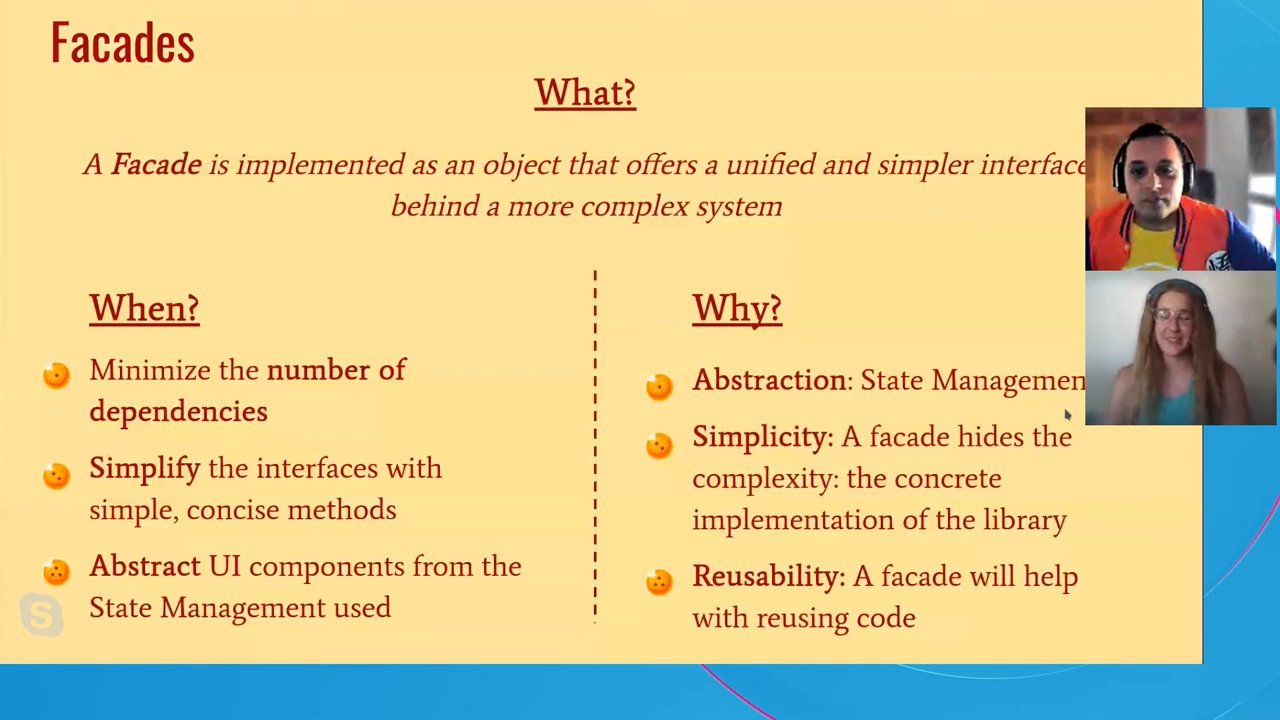 Facades
What?
A Facade is implemented as an object that offers a unified and simpler interface
behind a more complex system
When?
Minimize the number of
dependencies
Simplify the interfaces with
simple, concise methods
Abstract UI components from the
State Management used
Why?
Abstraction: State Managemen
Simplicity: A facade hides the
complexity: the concrete
implementation of the library
Reusability: A facade will help
with reusing code
S